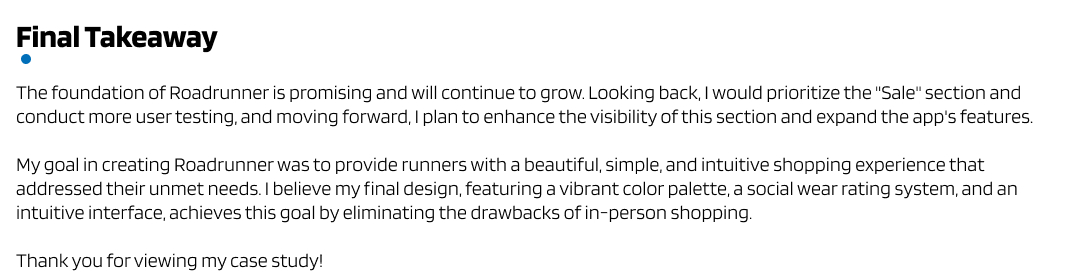 Final Takeaway
The foundation of Roadrunner is promising and will continue to grow. Looking back, I would prioritize the "Sale" section and
conduct more user testing, and moving forward, I plan to enhance the visibility of this section and expand the app's features.
My goal in creating Roadrunner was to provide runners with a beautiful, simple, and intuitive shopping experience that
addressed their unmet needs. I believe my final design, featuring a vibrant color palette, a social wear rating system, and an
intuitive interface, achieves this goal by eliminating the drawbacks of in-person shopping.
Thank you for viewing my case study!